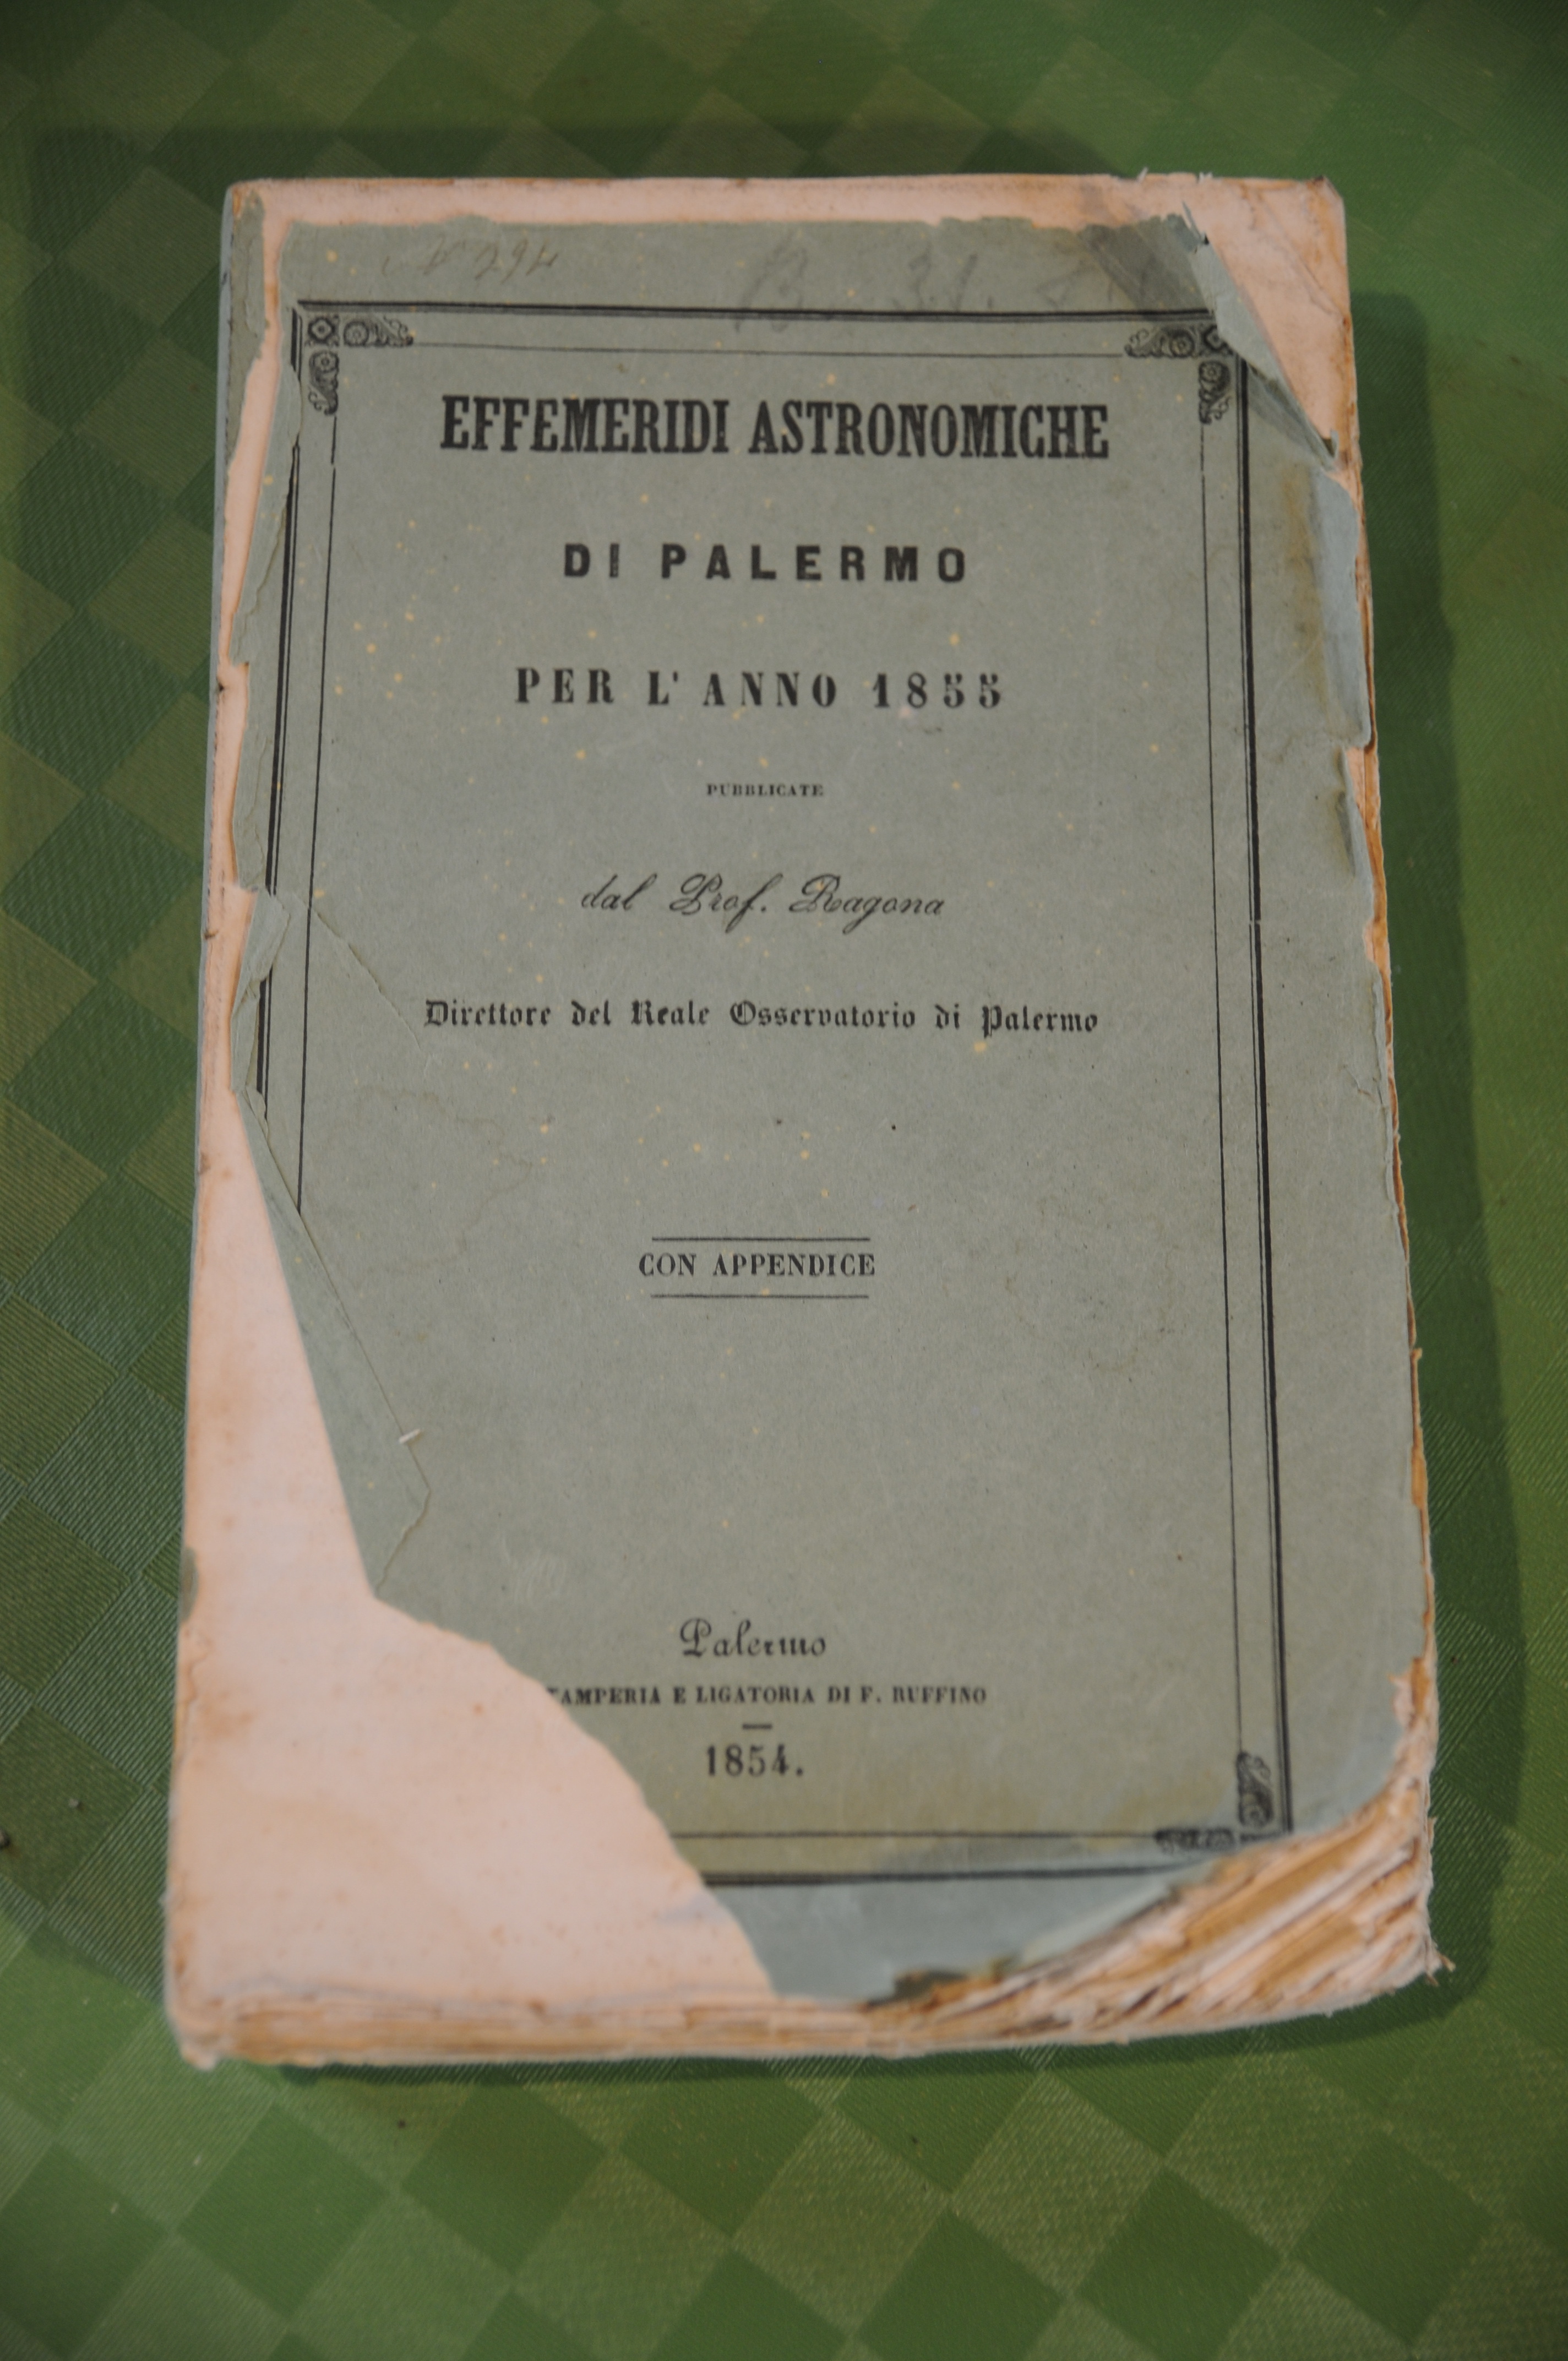 EFFEMERIDI ASTRONOMICHE
DI PALERMO
PER L'ANNO 1855
PUBBLICATE
dal Prof. Ragona
Direttore del Reale Osservatorio di Palermo
CON APPENDICE
Palermo
TAMPERIA E LIGATORIA DI F. RUFFINO
1854.